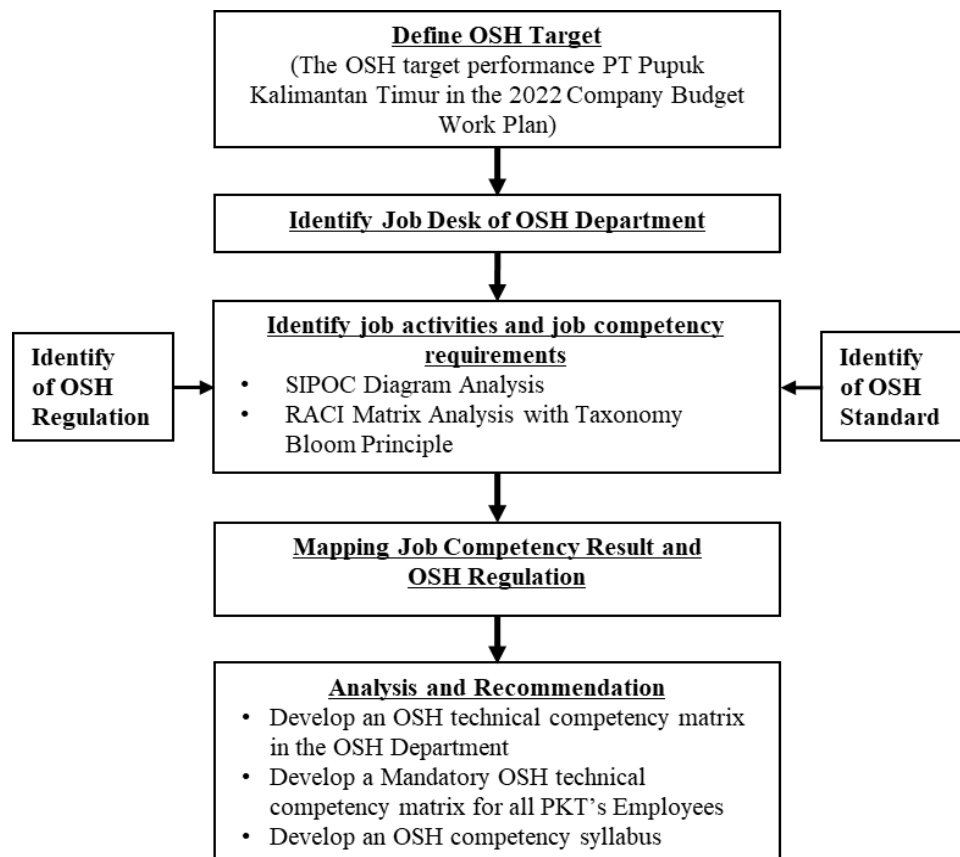 Define OSH Target
(The OSH target performance PT Pupuk
Kalimantan Timur in the 2022 Company Budget
Work Plan)
Identify Job Desk of OSH Department
Identify
of OSH
Regulation
Identify job activities and job competency
requirements
• SIPOC Diagram Analysis
• RACI Matrix Analysis with Taxonomy
Bloom Principle
Identify
of OSH
Standard
Mapping Job Competency Result and
OSH Regulation
Analysis and Recommendation
• Develop an OSH technical competency matrix
in the OSH Department
• Develop a Mandatory OSH technical
competency matrix for all PKT's Employees
• Develop an OSH competency syllabus